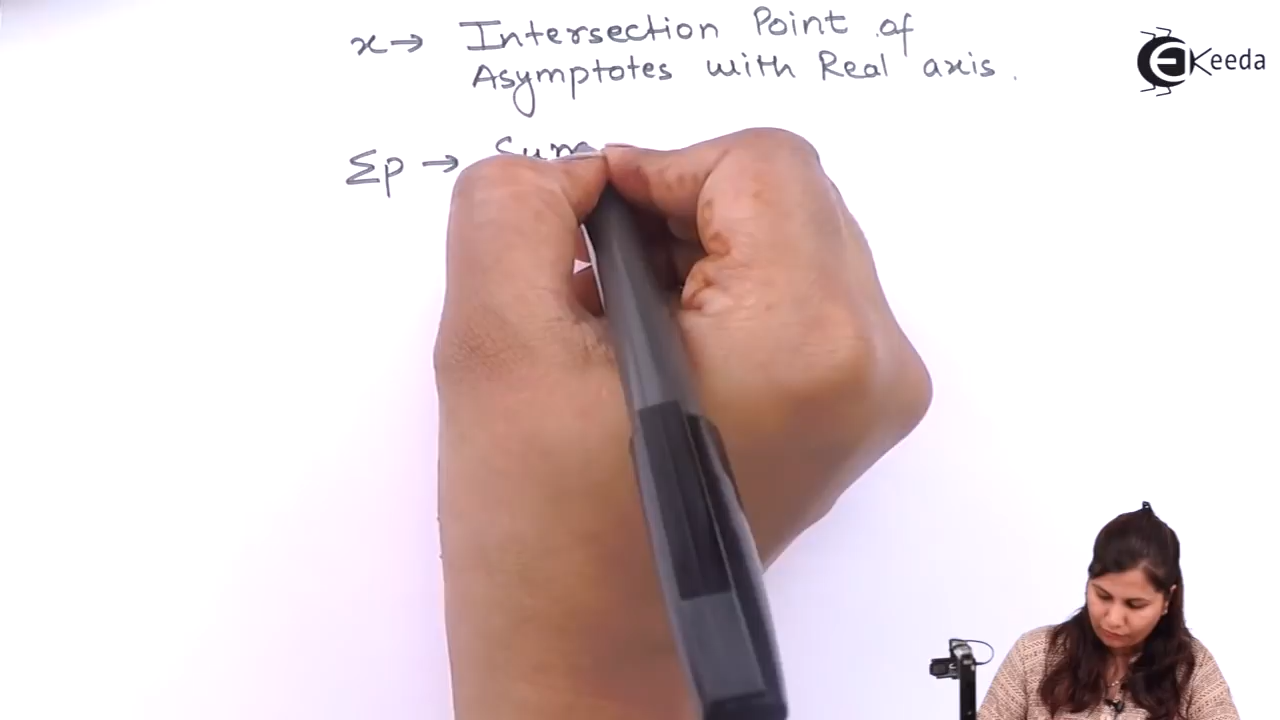 x → Intersection Point of
Asymptotes with Real axis.
Σp → Sum
EKeeda